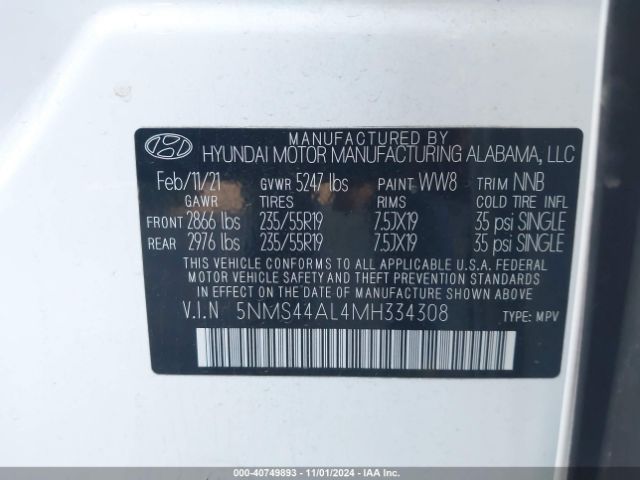 MANUFACTURED BY
HYUNDAI MOTOR MANUFACTURING ALABAMA, LLC
Feb/11/21 GVWR 5247 lbs PAINT WW8 TRIM NNB
GAWR TIRES RIMS COLD TIRE INFL
FRONT 2866 lbs 235/55R19 7.5JX19 35 psi SINGLE
REAR 2976 lbs 235/55R19 7.5JX19 35 psi SINGLE
THIS VEHICLE CONFORMS TO ALL APPLICABLE U.S.A. FEDERAL
MOTOR VEHICLE SAFETY AND THEFT PREVENTION STANDARDS
IN EFFECT ON THE DATE OF MANUFACTURE SHOWN ABOVE
V.I.N 5NMS44AL4MH334308
TYPE: MPV
000-40749893 - 11/01/2024 - IAA Inc.